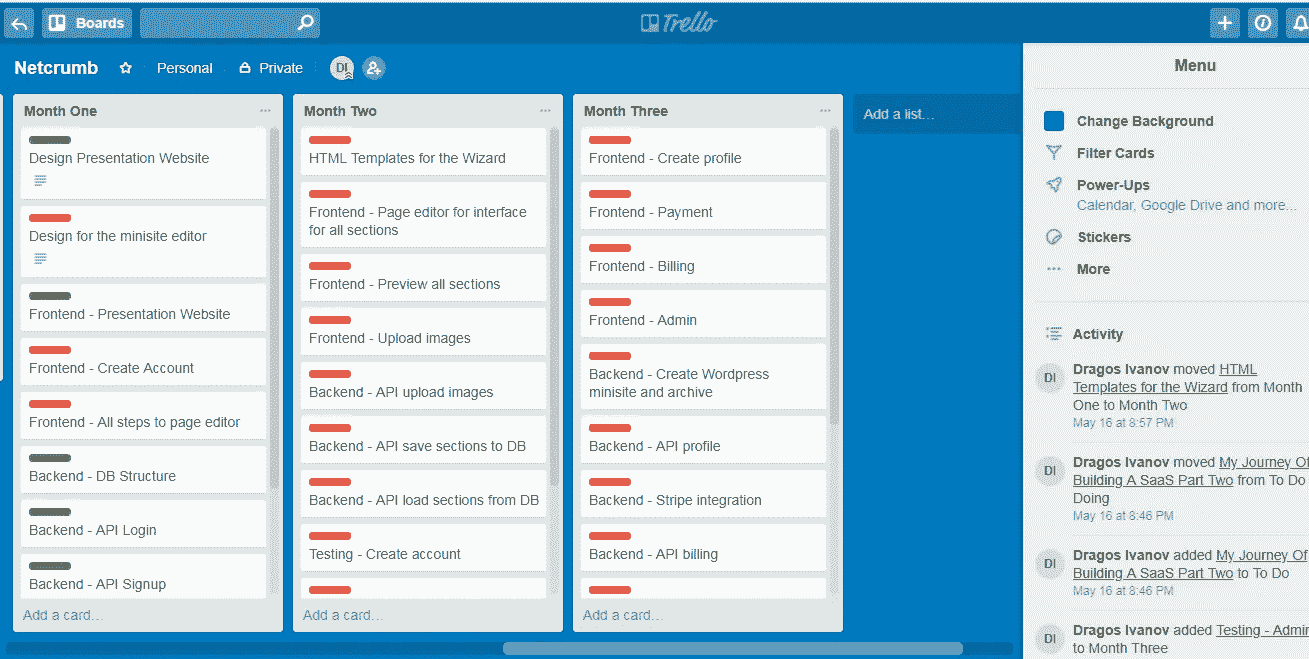 Boards
Trello
Netcrumb
Personal
Private
DI
Month One
Design Presentation Website
Design for the minisite editor
Frontend - Presentation Website
Frontend - Create Account
Frontend - All steps to page editor
Backend - DB Structure
Backend - API Login
Backend - API Signup
Add a card...
Month Two
HTML Templates for the Wizard
Frontend - Page editor for interface
for all sections
Frontend - Preview all sections
Frontend - Upload images
Backend - API upload images
Backend - API save sections to DB
Backend - API load sections from DB
Testing - Create account
Add a card...
Month Three
Frontend - Create profile
Frontend - Payment
Frontend - Billing
Frontend - Admin
Backend - Create Wordpress
minisite and archive
Backend - API profile
Backend - Stripe integration
Backend - API billing
Add a card...
Add a list...
Menu
Change Background
Filter Cards
Power-Ups
Calendar, Google Drive and more...
Stickers
More
Activity
DI
Dragos Ivanov moved HTML
Templates for the Wizard from Month
One to Month Two
May 16 at 8:57 PM
DI
Dragos Ivanov moved My Journey Of
Building A SaaS Part Two from To Do
Doing
May 16 at 8:46 PM
DI
Dragos Ivanov added My Journey Of
Building A SaaS Part Two to To Do
May 16 at 8:46 PM
DI
Dragos Ivanov added Testing - Admin
to Month Three